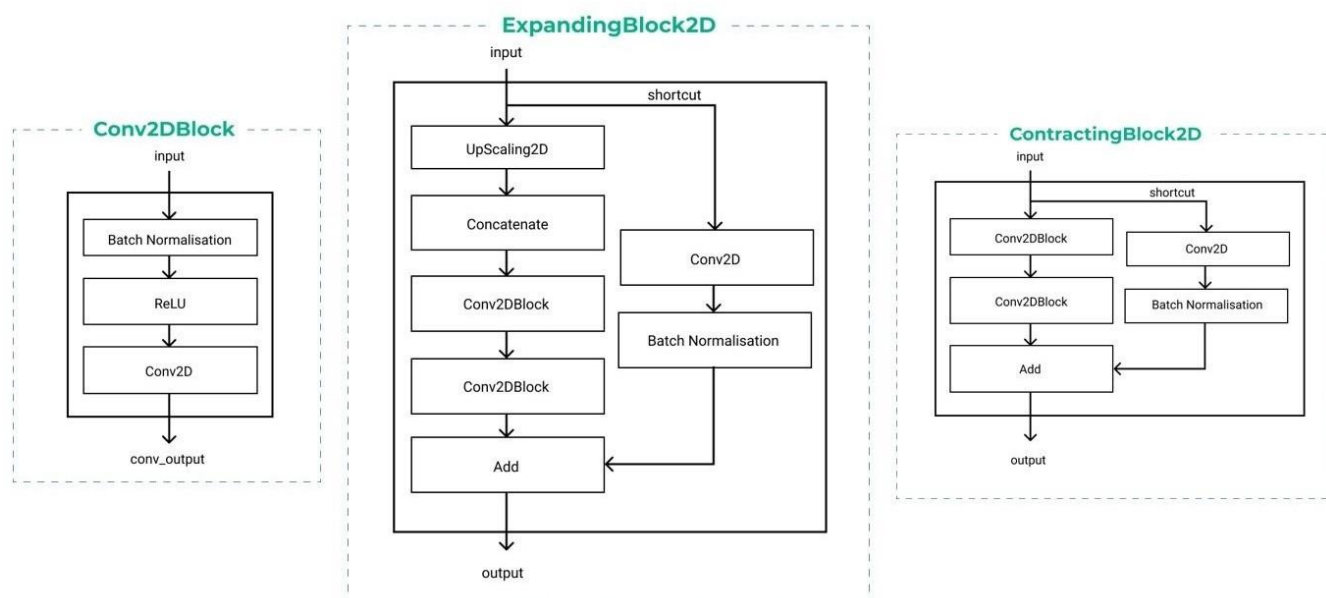 Conv2DBlock
input
Batch Normalisation
ReLU
Conv2D
conv_output
ExpandingBlock2D
input
shortcut
UpScaling2D
Concatenate
Conv2DBlock
Conv2DBlock
Add
Conv2D
Batch Normalisation
output
ContractingBlock2D
input
shortcut
Conv2DBlock
Conv2DBlock
Add
Conv2D
Batch Normalisation
output